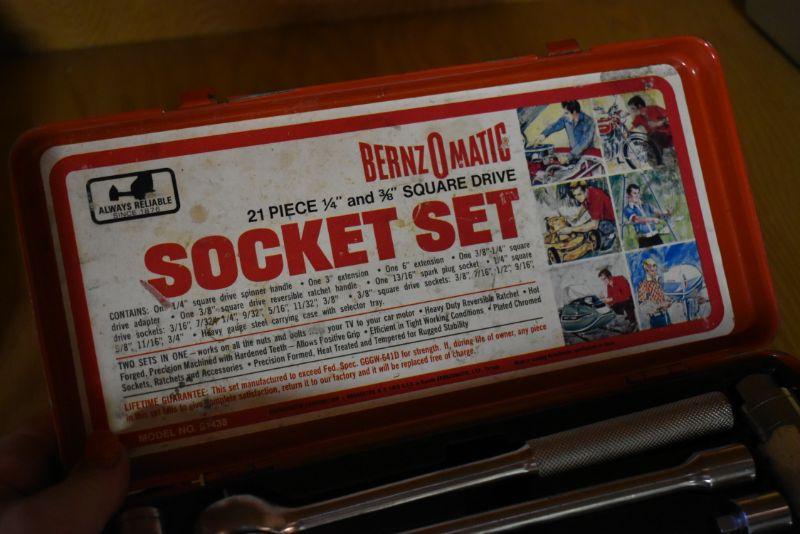 ALWAYS RELIABLE
SINCE 1876
BERNZOMATIC
21 PIECE ¼" and ⅜" SQUARE DRIVE
SOCKET SET
CONTAINS: One 1/4" square drive spinner handle • One 3" extension • One 6" extension • One 3/8"-1/4" square
drive adapter • One 3/8" square drive reversible ratchet handle • One 13/16" spark plug socket • 1/4" square
drive sockets: 3/16", 7/32", 1/4", 9/32", 5/16", 11/32", 3/8" • 3/8" square drive sockets: 3/8", 7/16", 1/2", 9/16",
5/8", 11/16", 3/4" • Heavy gauge steel carrying case with selector tray.
TWO SETS IN ONE – works on all the nuts and bolts your TV to your car motor • Heavy Duty Reversible Ratchet • Hot
Forged, Precision Machined with Hardened Teeth – Allows Positive Grip • Efficient in Tight Working Conditions • Plated Chromed
Sockets, Ratchets and Accessories • Precision Formed, Heat Treated and Tempered for Rugged Stability
LIFETIME GUARANTEE: This set manufactured to exceed Fed. Spec. GGGW-641D for strength. If, during life of owner, any piece
in this set fails to give complete satisfaction, return it to our factory and it will be replaced free of charge.
MODEL NO.